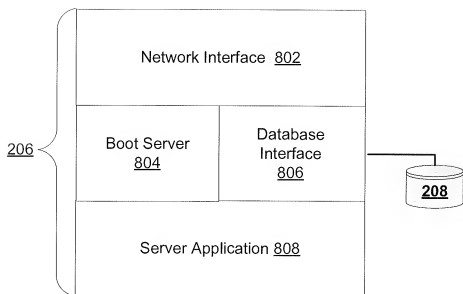 Network Interface 802
206
Boot Server
804
Database
Interface
806
208
Server Application 808